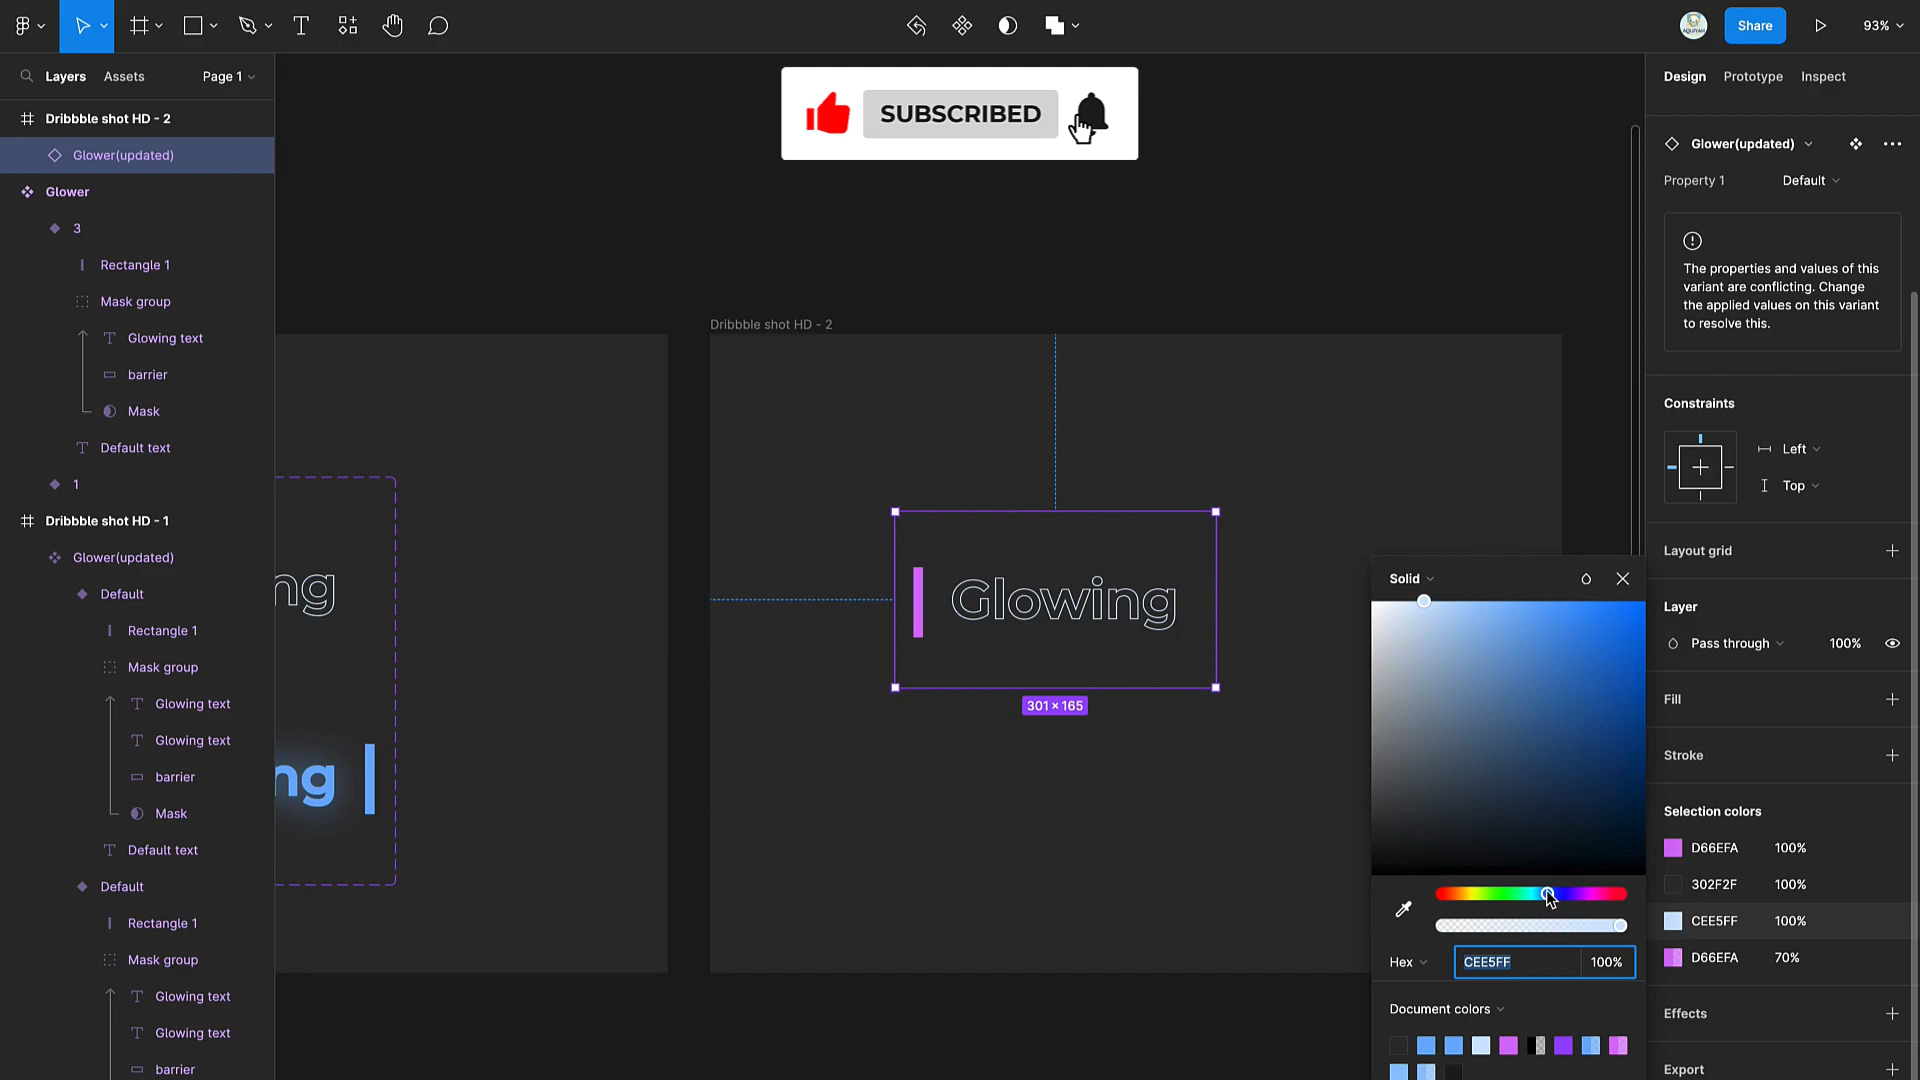 Share
93%
Layers
Assets
Page 1
Design
Prototype
Inspect
SUBSCRIBED
Dribbble shot HD - 2
Glower(updated)
Glower
3
Rectangle 1
Mask group
Glowing text
barrier
Mask
Default text
1
Dribbble shot HD - 1
Glower(updated)
Default
Rectangle 1
Mask group
Glowing text
Glowing text
barrier
Mask
Default text
Default
Rectangle 1
Mask group
Glowing text
Glowing text
barrier
ng
ng
Dribbble shot HD - 2
Glowing
301 × 165
Solid
Hex
CEE5FF
100%
Document colors
Glower(updated)
Property 1
Default
The properties and values of this
variant are conflicting. Change
the applied values on this variant
to resolve this.
Constraints
Left
Top
Layout grid
Layer
Pass through
100%
Fill
Stroke
Selection colors
D66EFA 100%
302F2F 100%
CEE5FF 100%
D66EFA 70%
Effects
Export